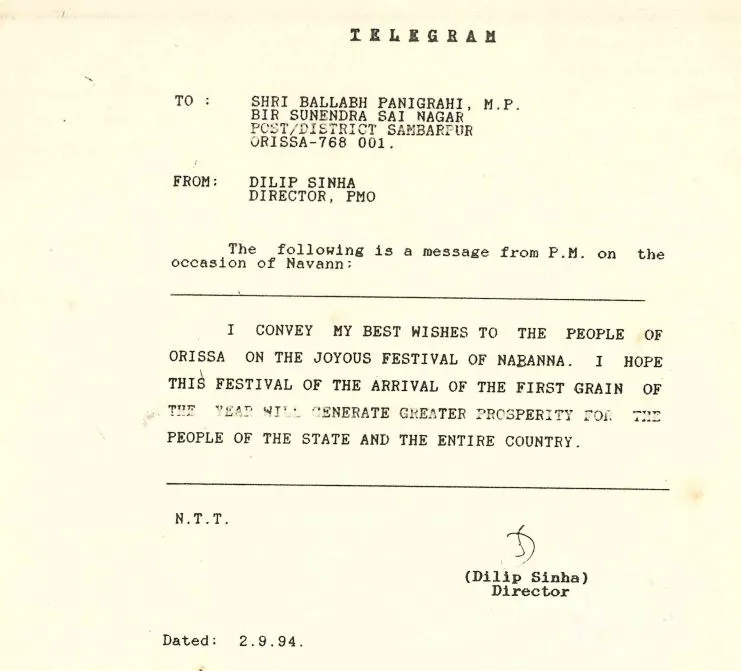 TELEGRAM
TO : SHRI BALLABH PANIGRAHI, M.P.
BIR SUNENDRA SAI NAGAR
POST/DISTRICT SAMBARPUR
ORISSA-768 001.
FROM: DILIP SINHA
DIRECTOR, PMO
The following is a message from P.M. on the
occasion of Navann:
I CONVEY MY BEST WISHES TO THE PEOPLE OF
ORISSA ON THE JOYOUS FESTIVAL OF NABANNA. I HOPE
THIS FESTIVAL OF THE ARRIVAL OF THE FIRST GRAIN OF
THE YEAR WILL GENERATE GREATER PROSPERITY FOR THE
PEOPLE OF THE STATE AND THE ENTIRE COUNTRY.
N.T.T.
(Dilip Sinha)
Director
Dated: 2.9.94.